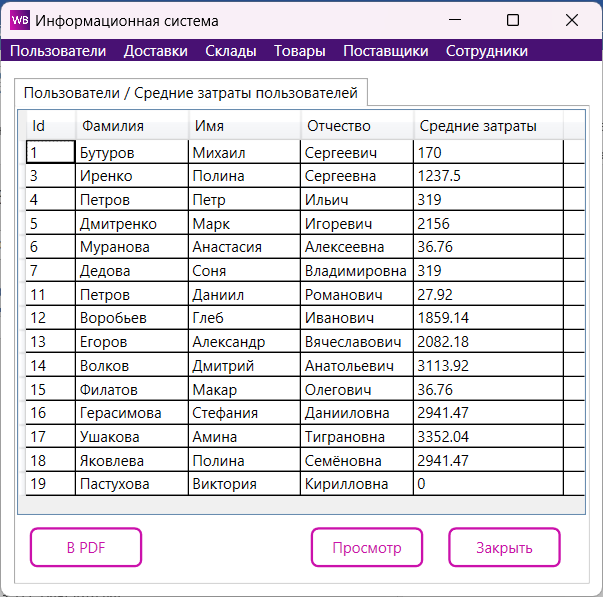 WB Информационная система
Пользователи Доставки Склады Товары Поставщики Сотрудники
Пользователи / Средние затраты пользователей
Id Фамилия Имя Отчество Средние затраты
1 Бутуров Михаил Сергеевич 170
3 Иренко Полина Сергеевна 1237.5
4 Петров Петр Ильич 319
5 Дмитренко Марк Игоревич 2156
6 Муранова Анастасия Алексеевна 36.76
7 Дедова Соня Владимировна 319
11 Петров Даниил Романович 27.92
12 Воробьев Глеб Иванович 1859.14
13 Егоров Александр Вячеславович 2082.18
14 Волков Дмитрий Анатольевич 3113.92
15 Филатов Макар Олегович 36.76
16 Герасимова Стефания Данииловна 2941.47
17 Ушакова Амина Тиграновна 3352.04
18 Яковлева Полина Семёновна 2941.47
19 Пастухова Виктория Кирилловна 0
В PDF Просмотр Закрыть